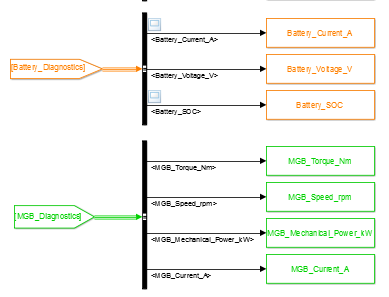 <Battery_Current_A>
Battery_Current_A
[Battery_Diagnostics]
<Battery_Voltage_V>
Battery_Voltage_V
<Battery_SOC>
Battery_SOC
<MGB_Torque_Nm>
MGB_Torque_Nm
<MGB_Speed_rpm>
MGB_Speed_rpm
[MGB_Diagnostics]
<MGB_Mechanical_Power_kW>
MGB_Mechanical_Power_kW
<MGB_Current_A>
MGB_Current_A